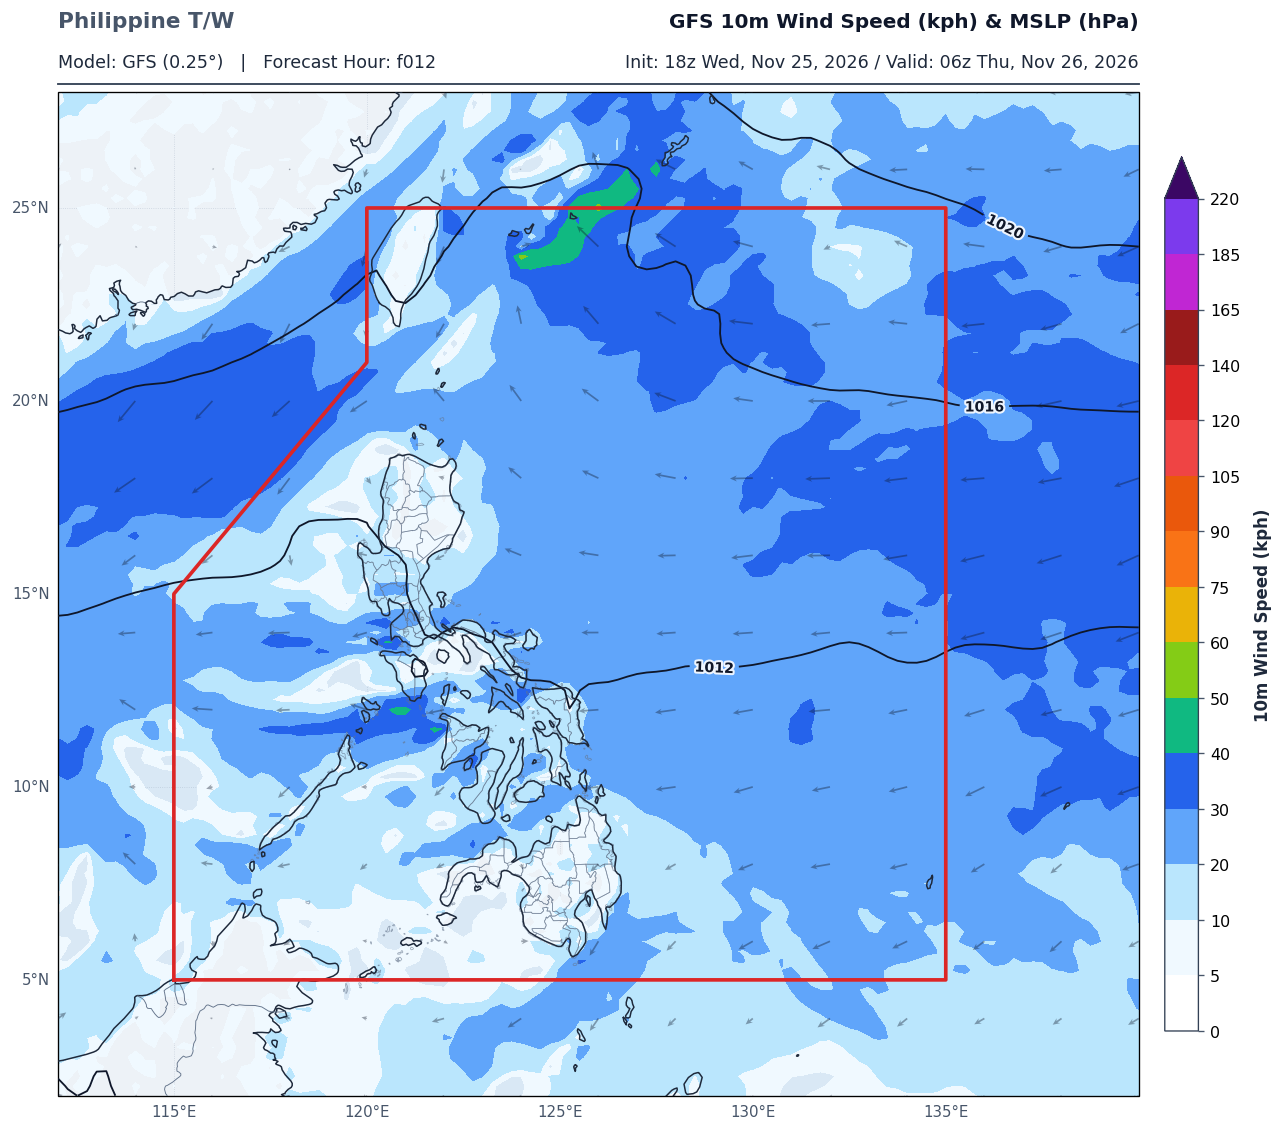 Philippine T/W
GFS 10m Wind Speed (kph) & MSLP (hPa)
Model: GFS (0.25°) | Forecast Hour: f012
Init: 18z Wed, Nov 25, 2026 / Valid: 06z Thu, Nov 26, 2026
25°N
20°N
15°N
10°N
5°N
115°E
120°E
125°E
130°E
135°E
1020
1016
1012
220
185
165
140
120
105
90
75
60
50
40
30
20
10
5
0
10m Wind Speed (kph)